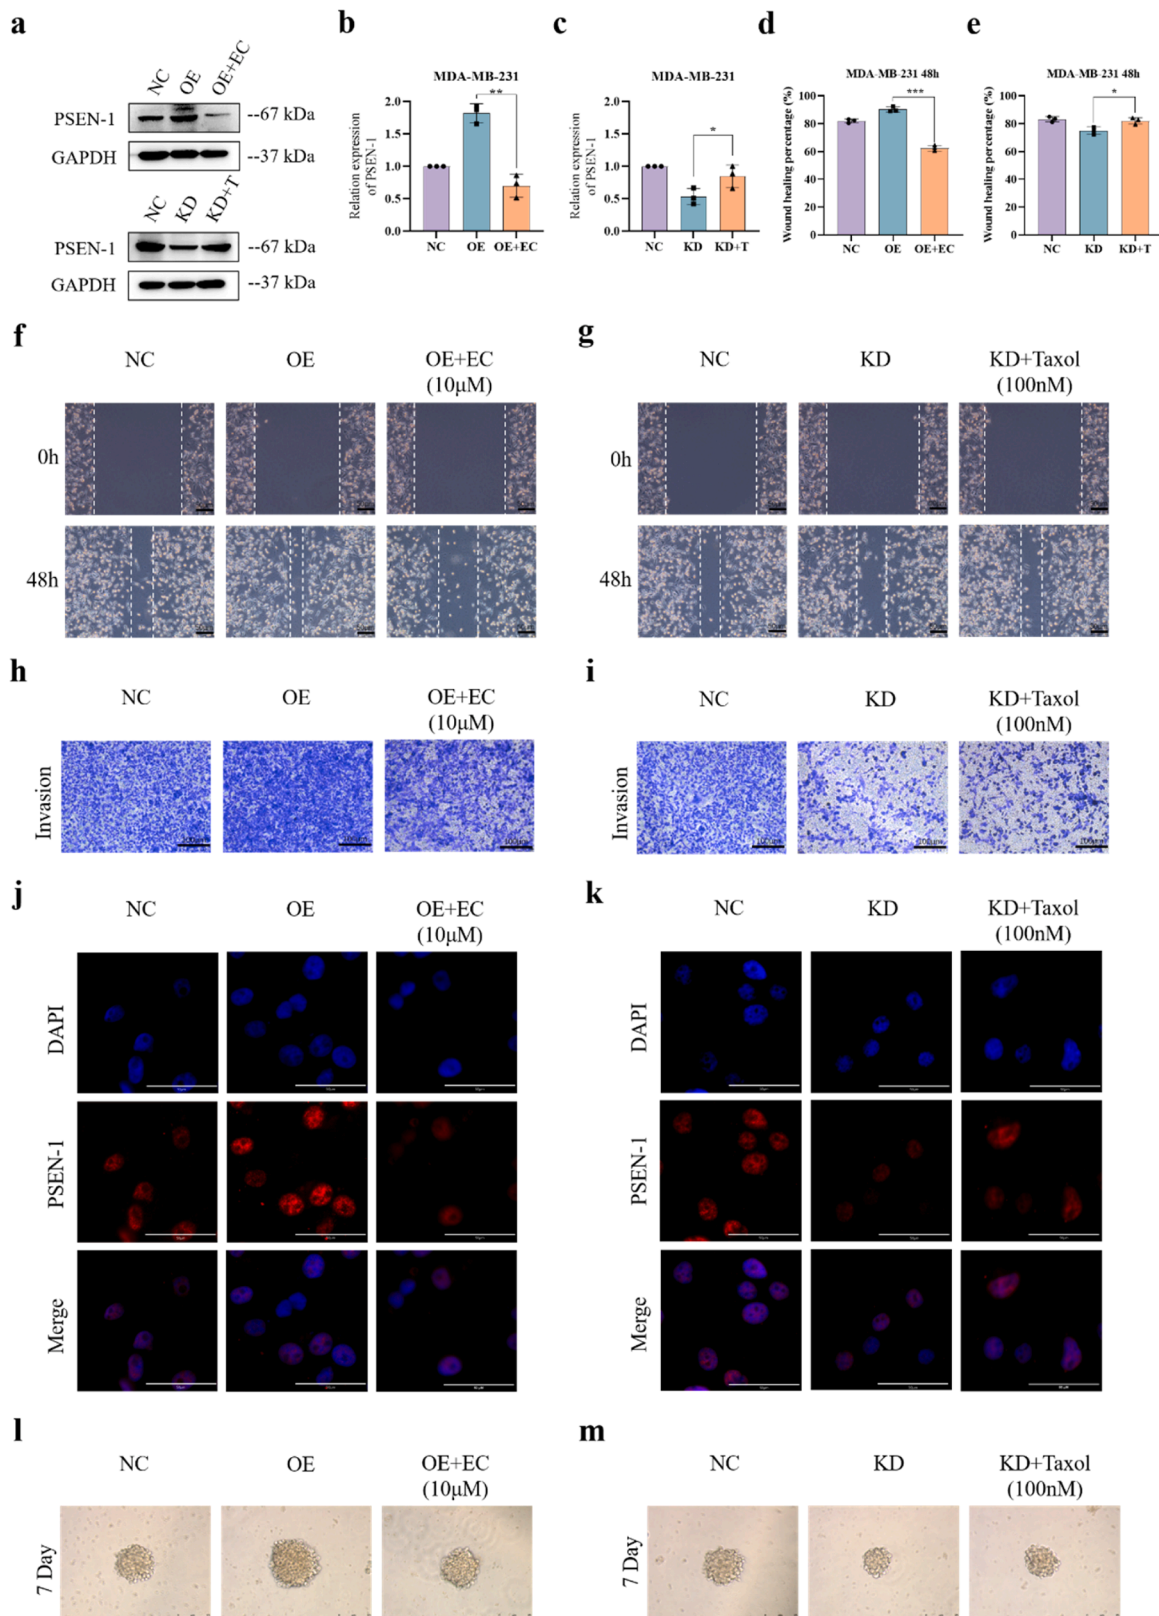 a
NC
OE
OE+EC
PSEN-1
--67 kDa
GAPDH
--37 kDa
NC
KD
KD+T
PSEN-1
--67 kDa
GAPDH
--37 kDa
b
MDA-MB-231
Relation expression
of PSEN-1
2.0
1.5
1.0
0.5
0.0
**
NC
OE
OE+EC
c
MDA-MB-231
Relation expression
of PSEN-1
2.0
1.5
1.0
0.5
0.0
*
NC
KD
KD+T
d
MDA-MB-231 48h
Wound healing percentage (%)
100
80
60
40
20
0
***
NC
OE
OE+EC
e
MDA-MB-231 48h
Wound healing percentage (%)
100
80
60
40
20
0
*
NC
KD
KD+T
f
NC
OE
OE+EC
(10μM)
0h
48h
g
NC
KD
KD+Taxol
(100nM)
0h
48h
h
NC
OE
OE+EC
(10μM)
Invasion
i
NC
KD
KD+Taxol
(100nM)
Invasion
j
NC
OE
OE+EC
(10μM)
DAPI
PSEN-1
Merge
k
NC
KD
KD+Taxol
(100nM)
DAPI
PSEN-1
Merge
l
NC
OE
OE+EC
(10μM)
7 Day
m
NC
KD
KD+Taxol
(100nM)
7 Day